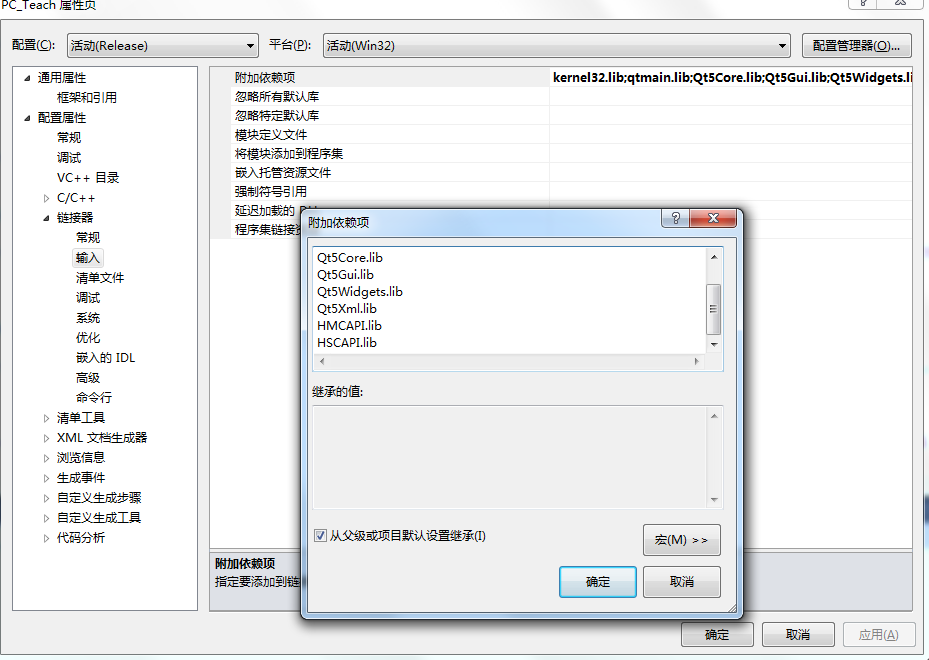 PC_Teach 属性页
配置(C): 活动(Release) 平台(P): 活动(Win32) 配置管理器(O)...
通用属性
框架和引用
配置属性
常规
调试
VC++ 目录
C/C++
链接器
常规
输入
清单文件
调试
系统
优化
嵌入的 IDL
高级
命令行
清单工具
XML 文档生成器
浏览信息
生成事件
自定义生成步骤
自定义生成工具
代码分析
附加依赖项 kernel32.lib;qtmain.lib;Qt5Core.lib;Qt5Gui.lib;Qt5Widgets.li
忽略所有默认库
忽略特定默认库
模块定义文件
将模块添加到程序集
嵌入托管资源文件
强制符号引用
延迟加载的
程序集链接
附加依赖项
Qt5Core.lib
Qt5Gui.lib
Qt5Widgets.lib
Qt5Xml.lib
HMCAPI.lib
HSCAPI.lib
继承的值:
从父级或项目默认设置继承(I)
宏(M) >>
确定 取消
附加依赖项
指定要添加到链
确定 取消 应用(A)